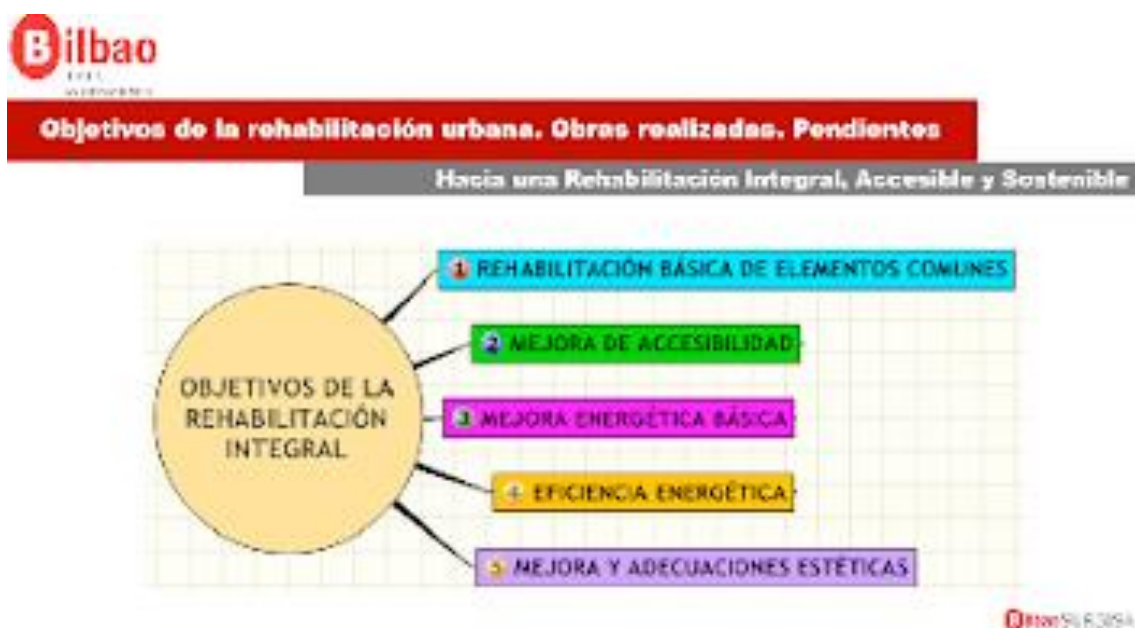 Bilbao
Objetivos de la rehabilitación urbana. Obras realizadas. Pendientes
Hacia una Rehabilitación Integral, Accesible y Sostenible
OBJETIVOS DE LA
REHABILITACIÓN
INTEGRAL
1 REHABILITACIÓN BÁSICA DE ELEMENTOS COMUNES
2 MEJORA DE ACCESIBILIDAD
3 MEJORA ENERGÉTICA BÁSICA
4 EFICIENCIA ENERGÉTICA
5 MEJORA Y ADECUACIONES ESTÉTICAS
Bilbao